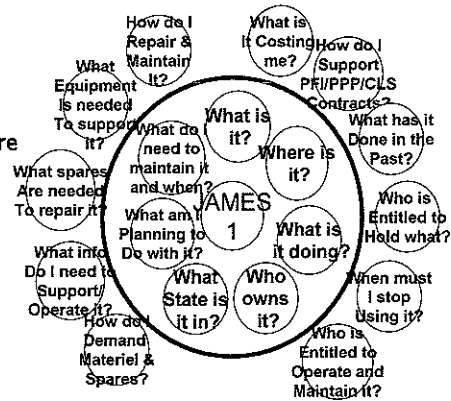 How do I
Repair &
Maintain
It?
What is
It Costing
me?
How do I
Support
PFI/PPP/CLS
Contracts?
What
Equipment
Is needed
To support
it?
re
What has it
Done in the
Past?
What spares
Are needed
To repair it?
Who is
Entitled to
Hold what?
What info
Do I need to
Support/
Operate it?
When must
I stop
Using it?
How do I
Demand
Materiel &
Spares?
Who is
Entitled to
Operate and
Maintain It?
What is
it?
What do I
need to
maintain it
and when?
Where is
it?
JAMES
1
What am I
Planning to
Do with it?
What is
it doing?
What
State is
it in?
Who
owns
it?